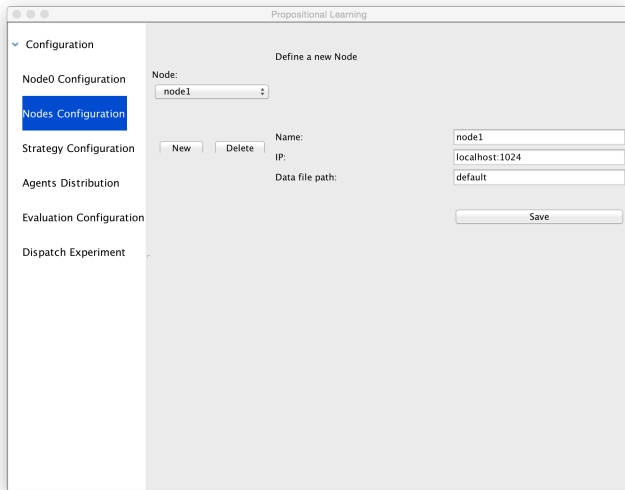 Propositional Learning
Configuration
Node0 Configuration
Nodes Configuration
Strategy Configuration
Agents Distribution
Evaluation Configuration
Dispatch Experiment
Define a new Node
Node:
node1
New Delete
Name: node1
IP: localhost:1024
Data file path: default
Save